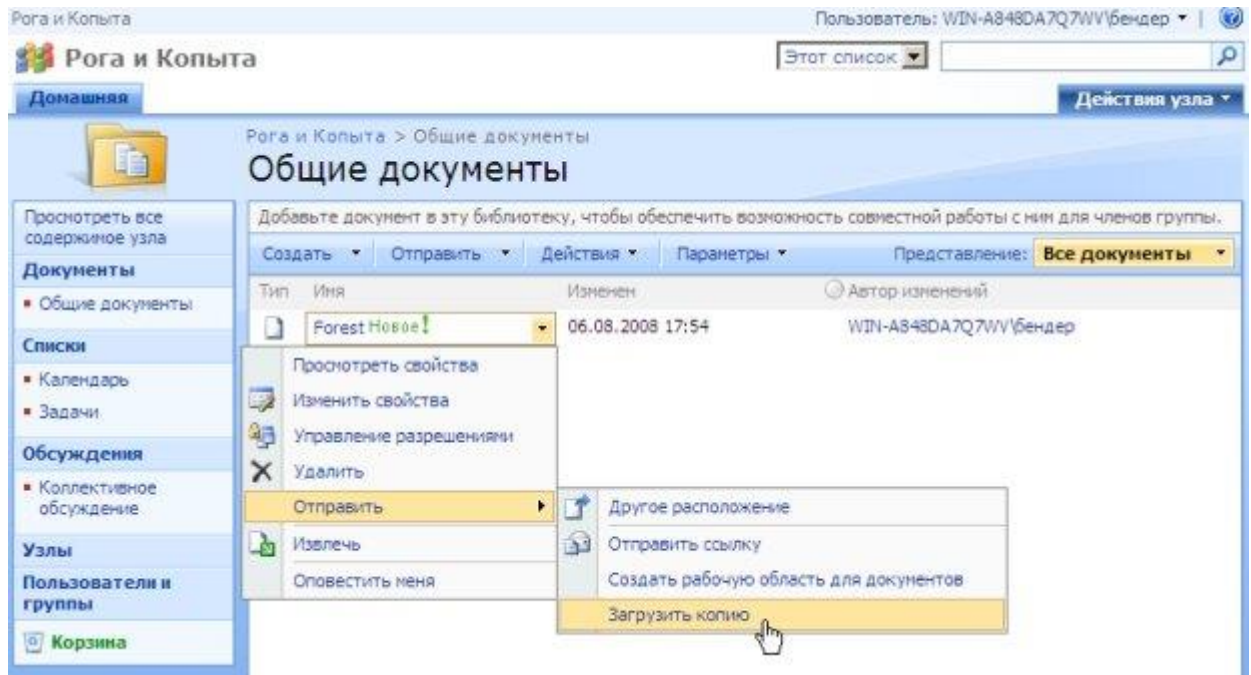 Рога и Копыта
Пользователь: WIN-A848DA7Q7WV\бендер
Рога и Копыта
Этот список
Домашняя
Действия узла
Рога и Копыта > Общие документы
Общие документы
Просмотреть все
содержимое узла
Документы
Общие документы
Списки
Календарь
Задачи
Обсуждения
Коллективное
обсуждение
Узлы
Пользователи и
группы
Корзина
Добавьте документ в эту библиотеку, чтобы обеспечить возможность совместной работы с ним для членов группы.
Создать Отправить Действия Параметры Представление: Все документы
Тип Имя Изменен Автор изменений
Forest Новое! 06.08.2008 17:54 WIN-A848DA7Q7WV\бендер
Просмотреть свойства
Изменить свойства
Управление разрешениями
Удалить
Отправить
Извлечь
Оповестить меня
Другое расположение
Отправить ссылку
Создать рабочую область для документов
Загрузить копию